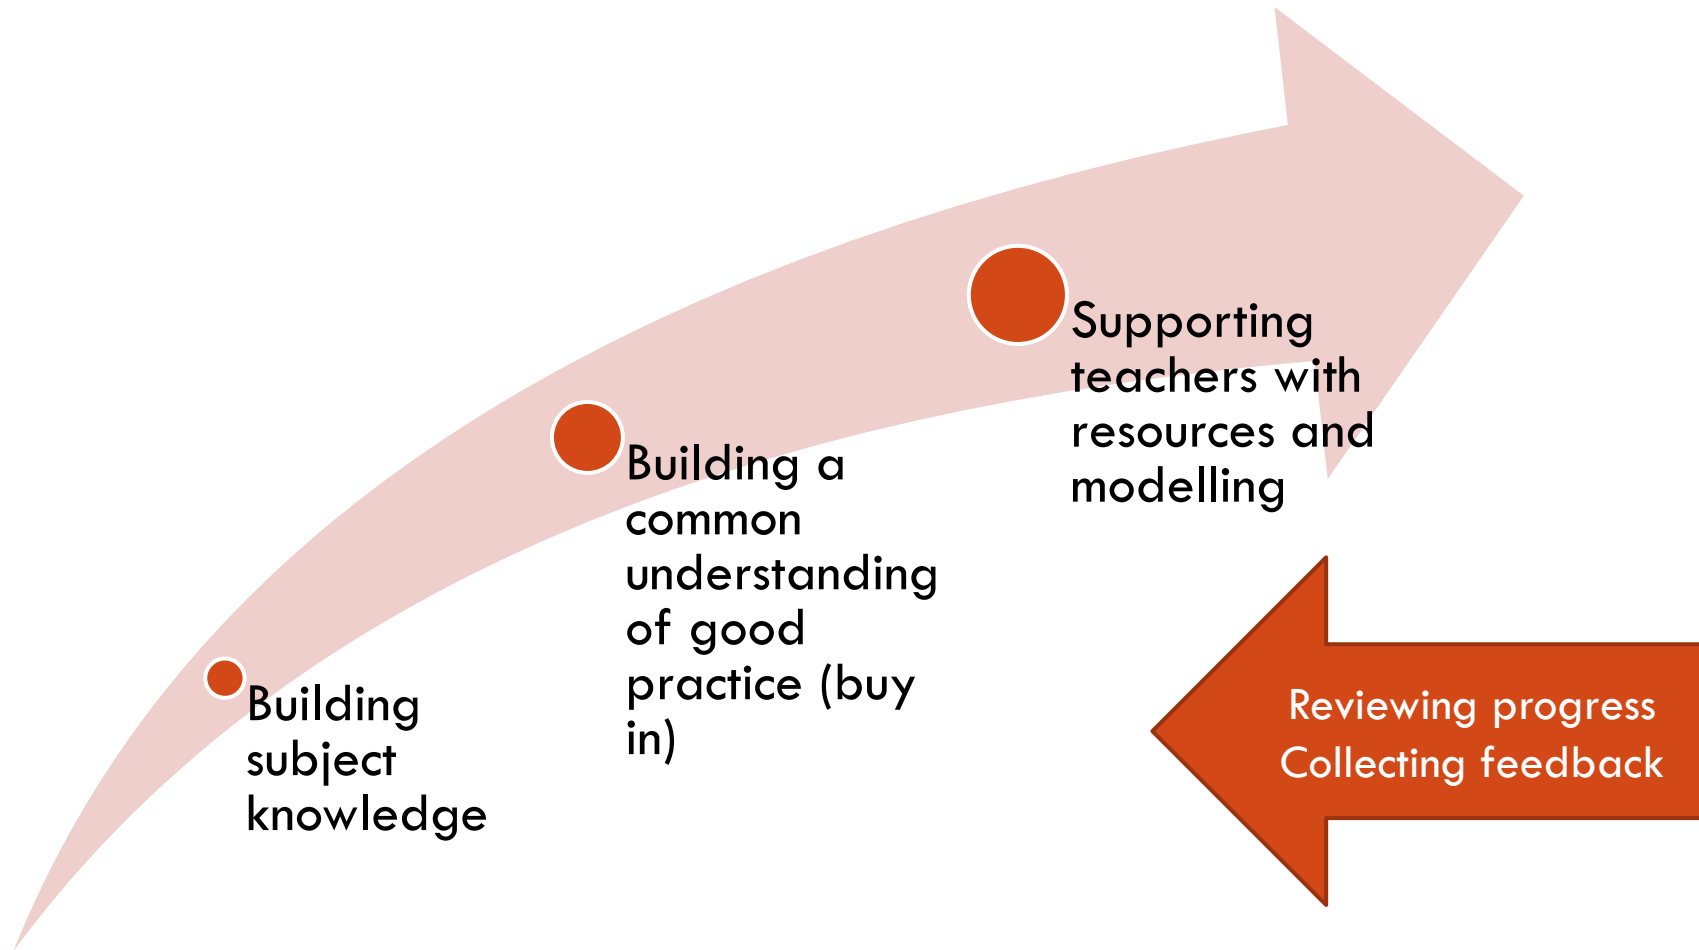 Building
subject
knowledge
Building a
common
understanding
of good
practice (buy
in)
Supporting
teachers with
resources and
modelling
Reviewing progress
Collecting feedback